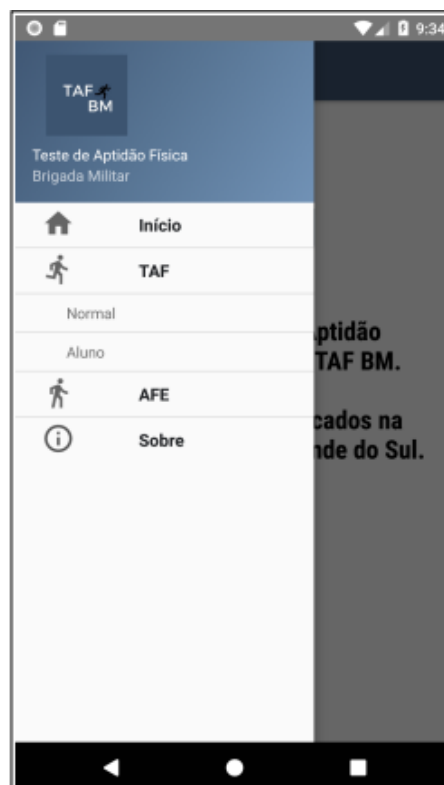 9:34
TAF
BM
Teste de Aptidão Física
Brigada Militar
Início
TAF
Normal
Aluno
AFE
Sobre
ptidão
TAF BM.
cados na
nde do Sul.